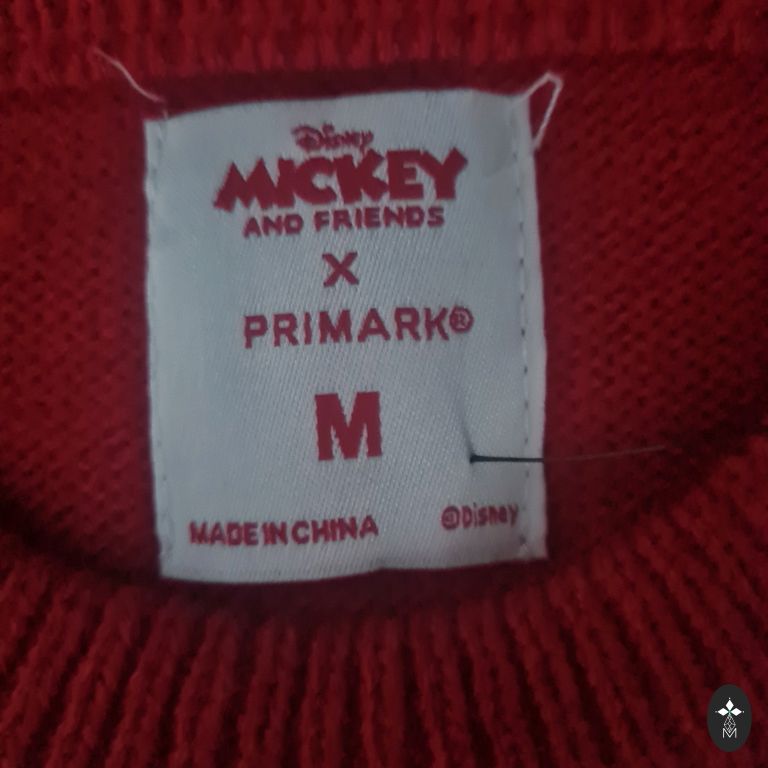 Disney
MICKEY
AND FRIENDS
X
PRIMARK®
M
MADE IN CHINA
©Disney
M